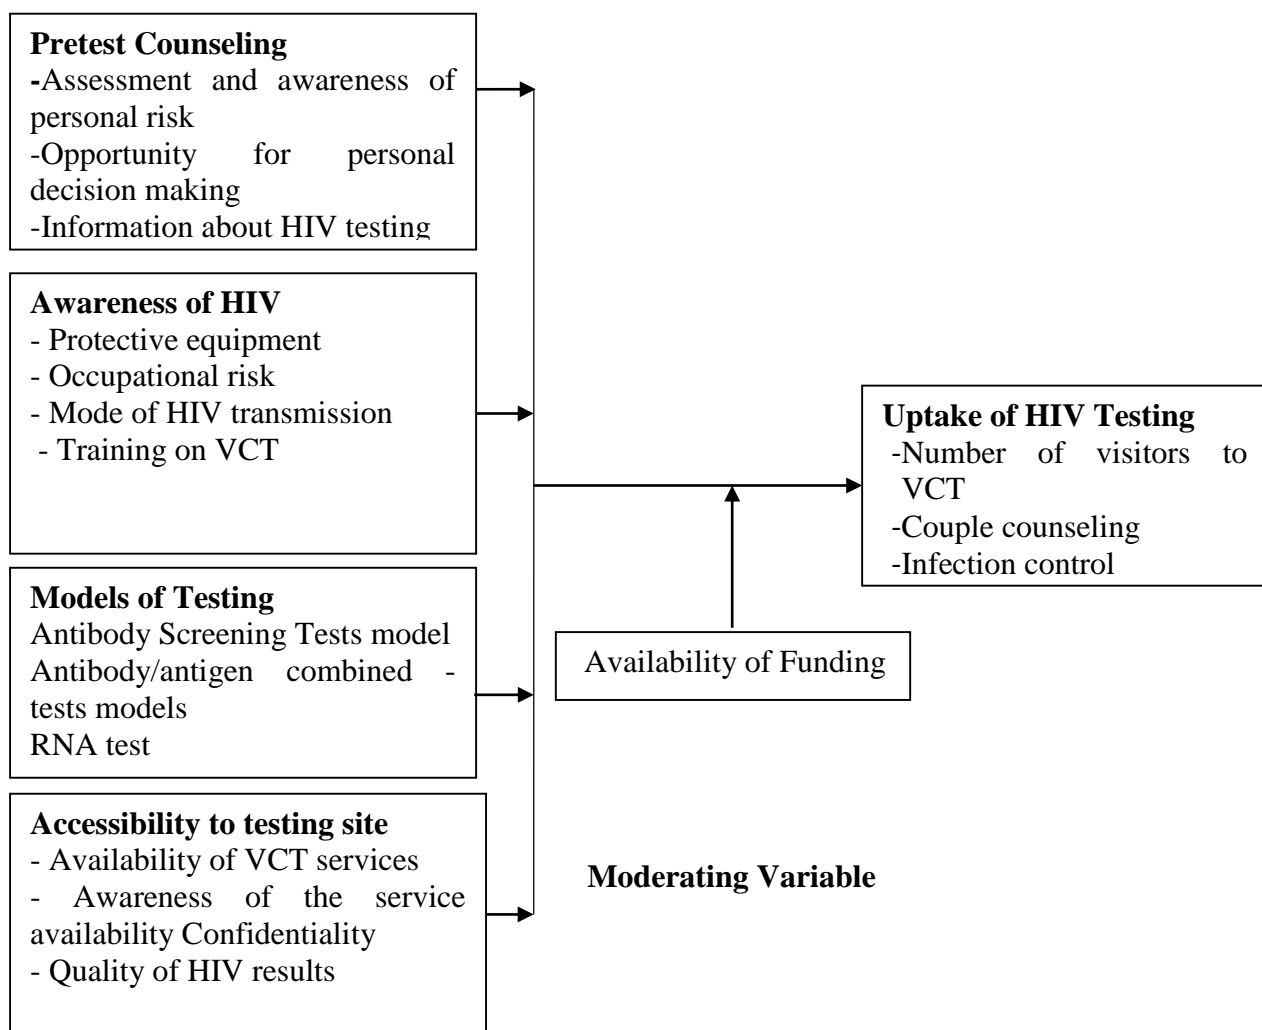 Pretest Counseling
-Assessment and awareness of
personal risk
-Opportunity for personal
decision making
-Information about HIV testing
Awareness of HIV
- Protective equipment
- Occupational risk
- Mode of HIV transmission
- Training on VCT
Models of Testing
Antibody Screening Tests model
Antibody/antigen combined -
tests models
RNA test
Accessibility to testing site
- Availability of VCT services
- Awareness of the service
availability Confidentiality
- Quality of HIV results
Uptake of HIV Testing
-Number of visitors to
VCT
-Couple counseling
-Infection control
Availability of Funding
Moderating Variable